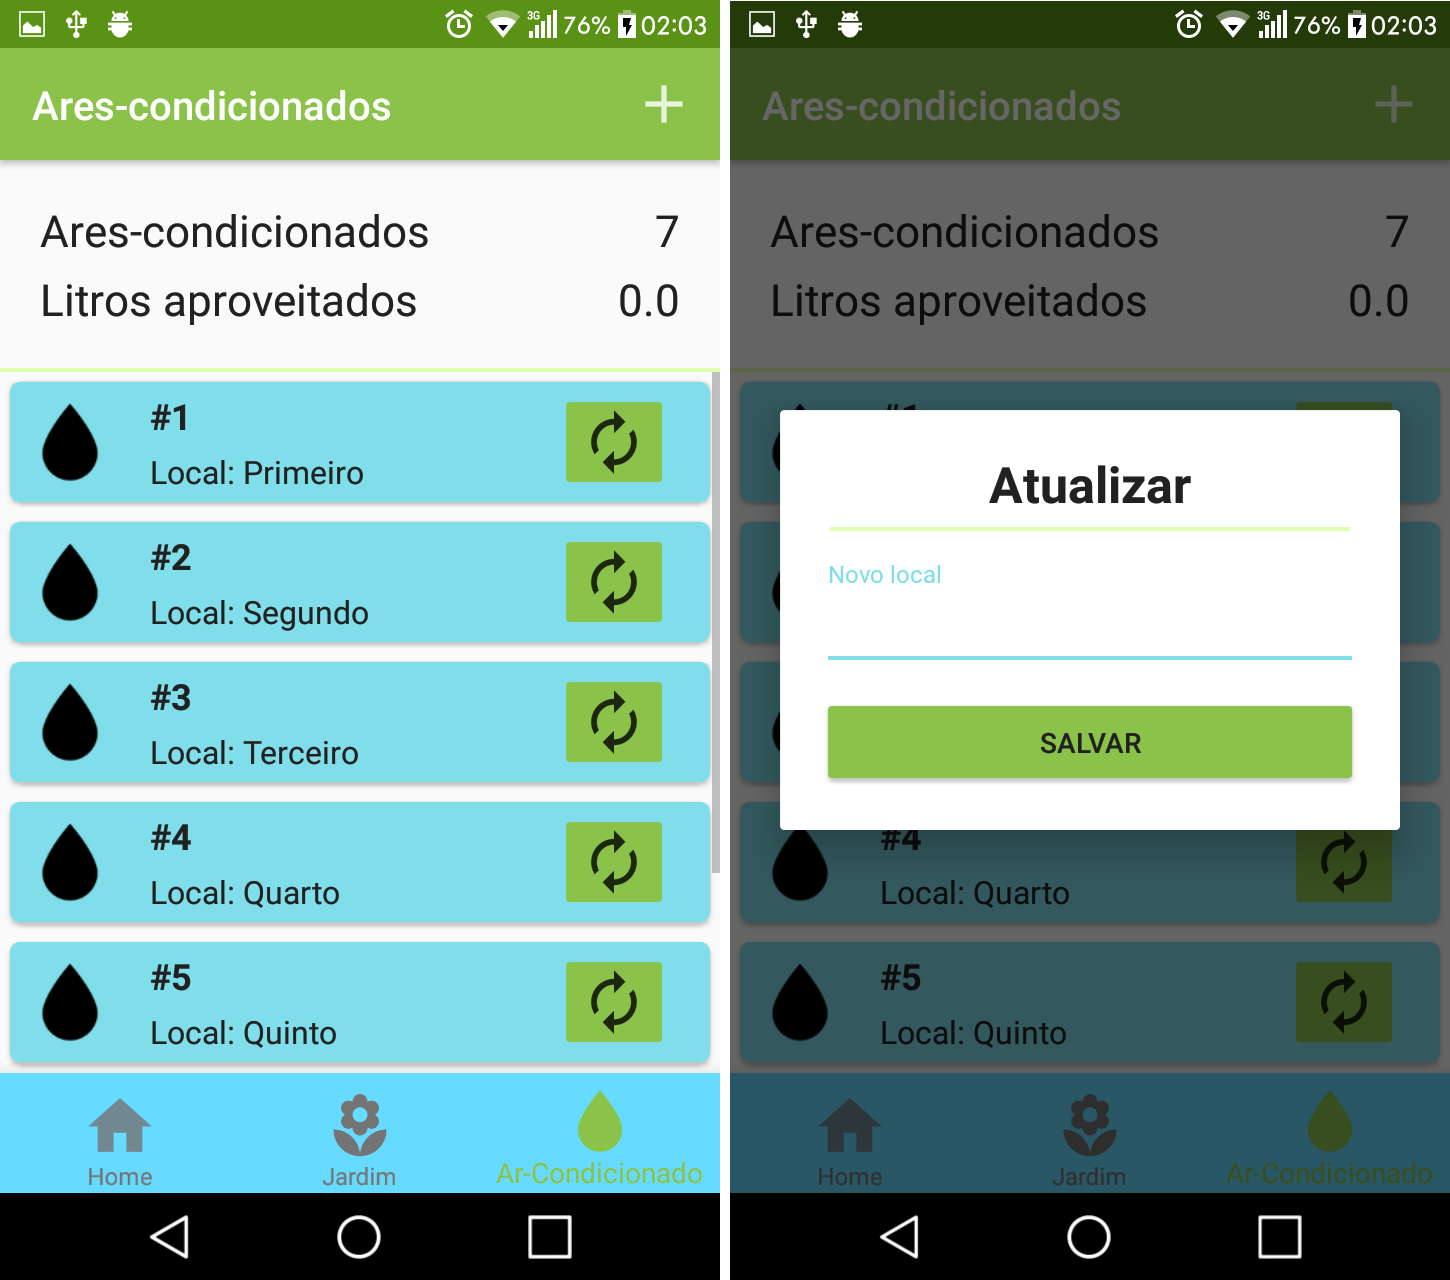 3G 76% 02:03
Ares-condicionados
Ares-condicionados 7
Litros aproveitados 0.0
#1
Local: Primeiro
#2
Local: Segundo
#3
Local: Terceiro
#4
Local: Quarto
#5
Local: Quinto
Home Jardim Ar-Condicionado
3G 76% 02:03
Ares-condicionados
Ares-condicionados 7
Litros aproveitados 0.0
#1
Atualizar
Novo local
SALVAR
#4
Local: Quarto
#5
Local: Quinto
Home Jardim Ar-Condicionado